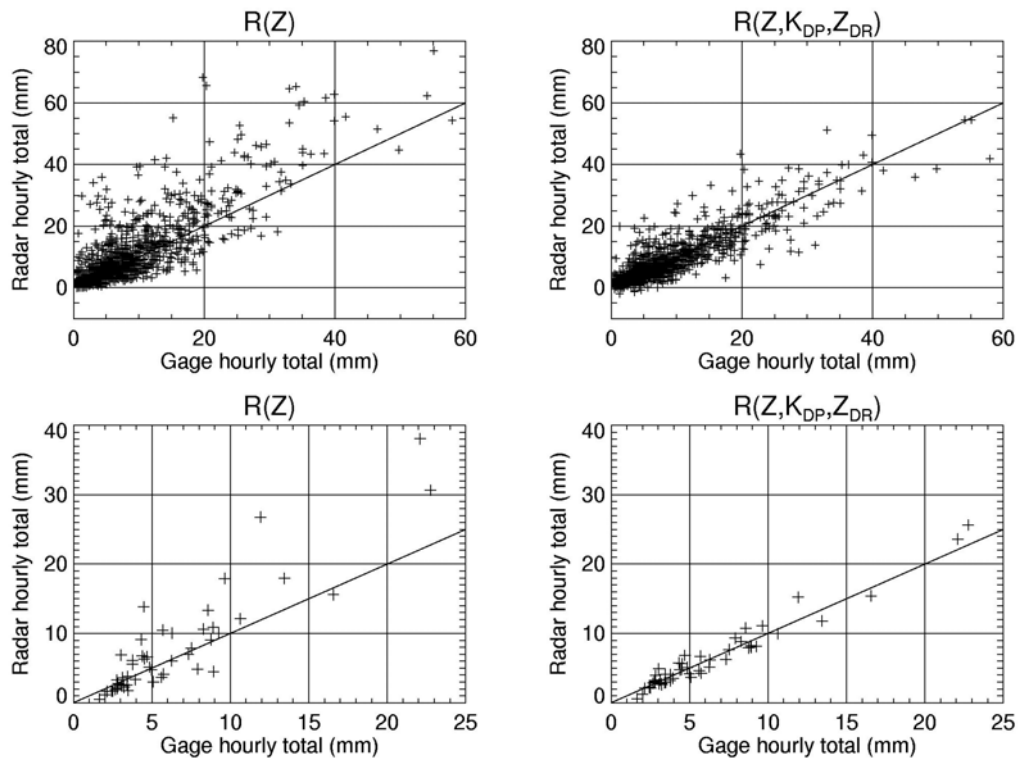 R(Z)
80
60
40
20
0
Radar hourly total (mm)
0 20 40 60
Gage hourly total (mm)
R(Z,K_DP,Z_DR)
80
60
40
20
0
Radar hourly total (mm)
0 20 40 60
Gage hourly total (mm)
R(Z)
40
30
20
10
0
Radar hourly total (mm)
0 5 10 15 20 25
Gage hourly total (mm)
R(Z,K_DP,Z_DR)
40
30
20
10
0
Radar hourly total (mm)
0 5 10 15 20 25
Gage hourly total (mm)